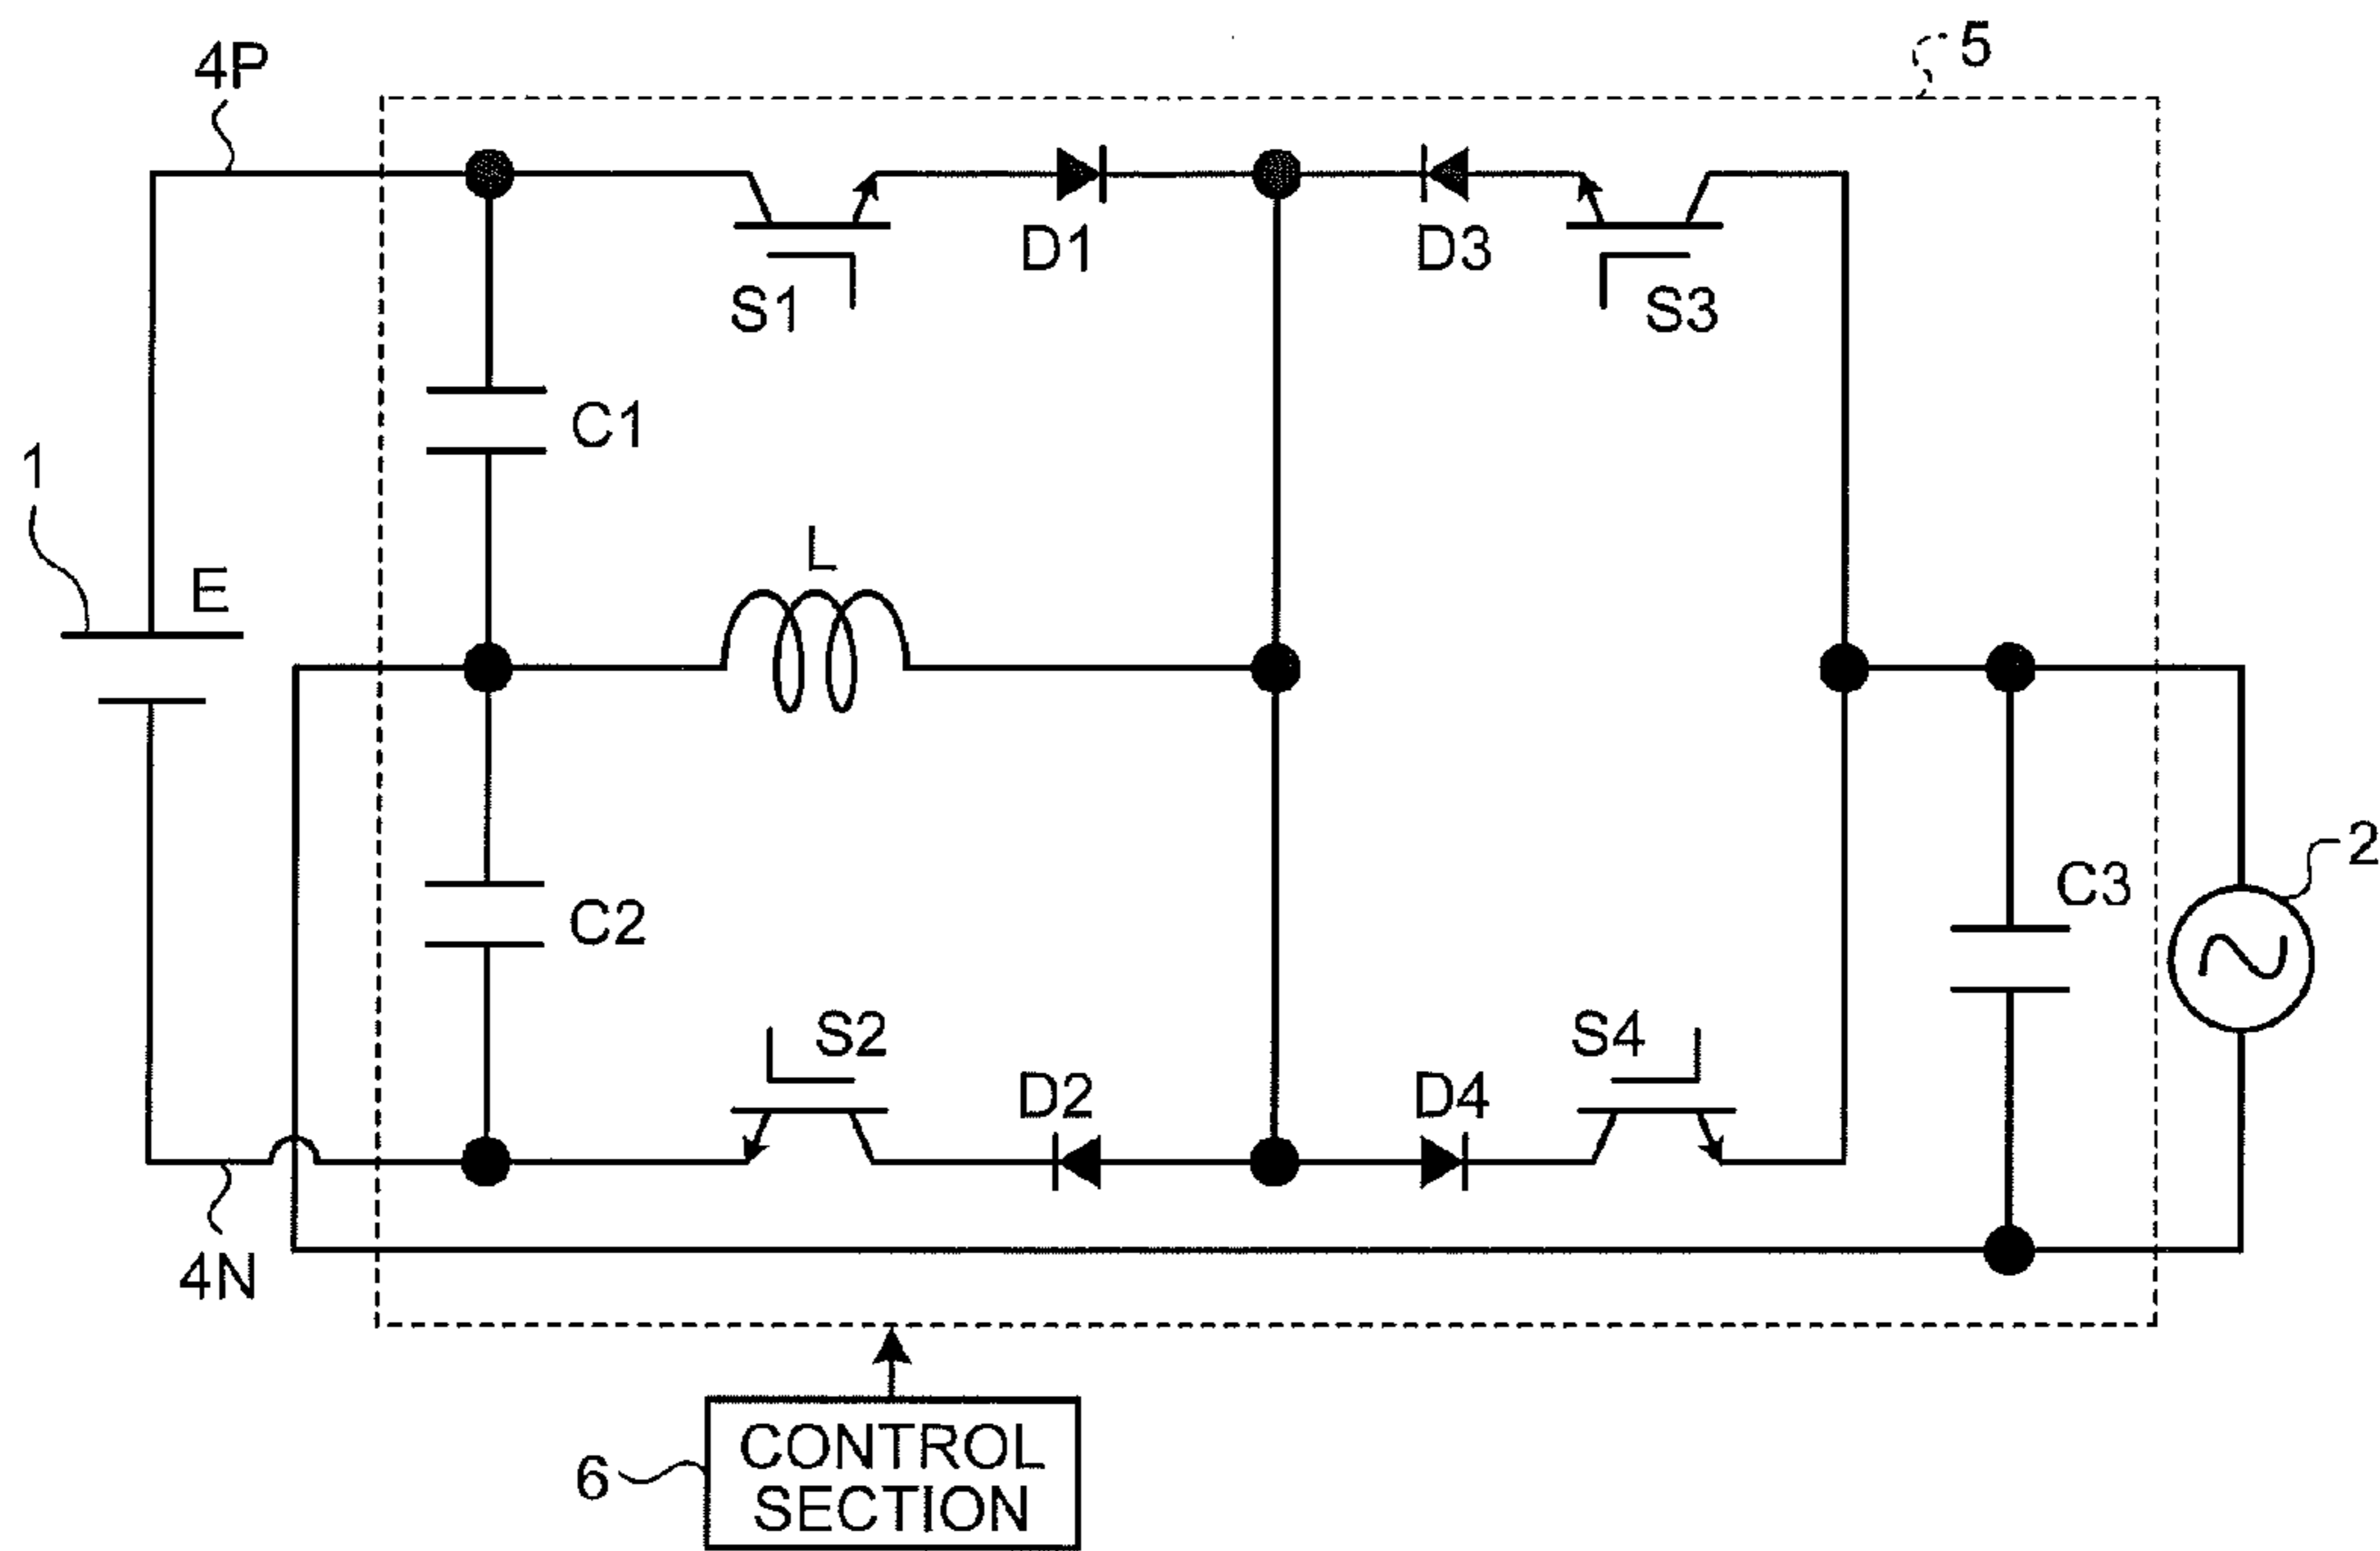 4P
5
D1
D3
S1
S3
C1
1
L
E
2
C3
C2
S2
S4
D2
D4
4N
CONTROL
6
SECTION